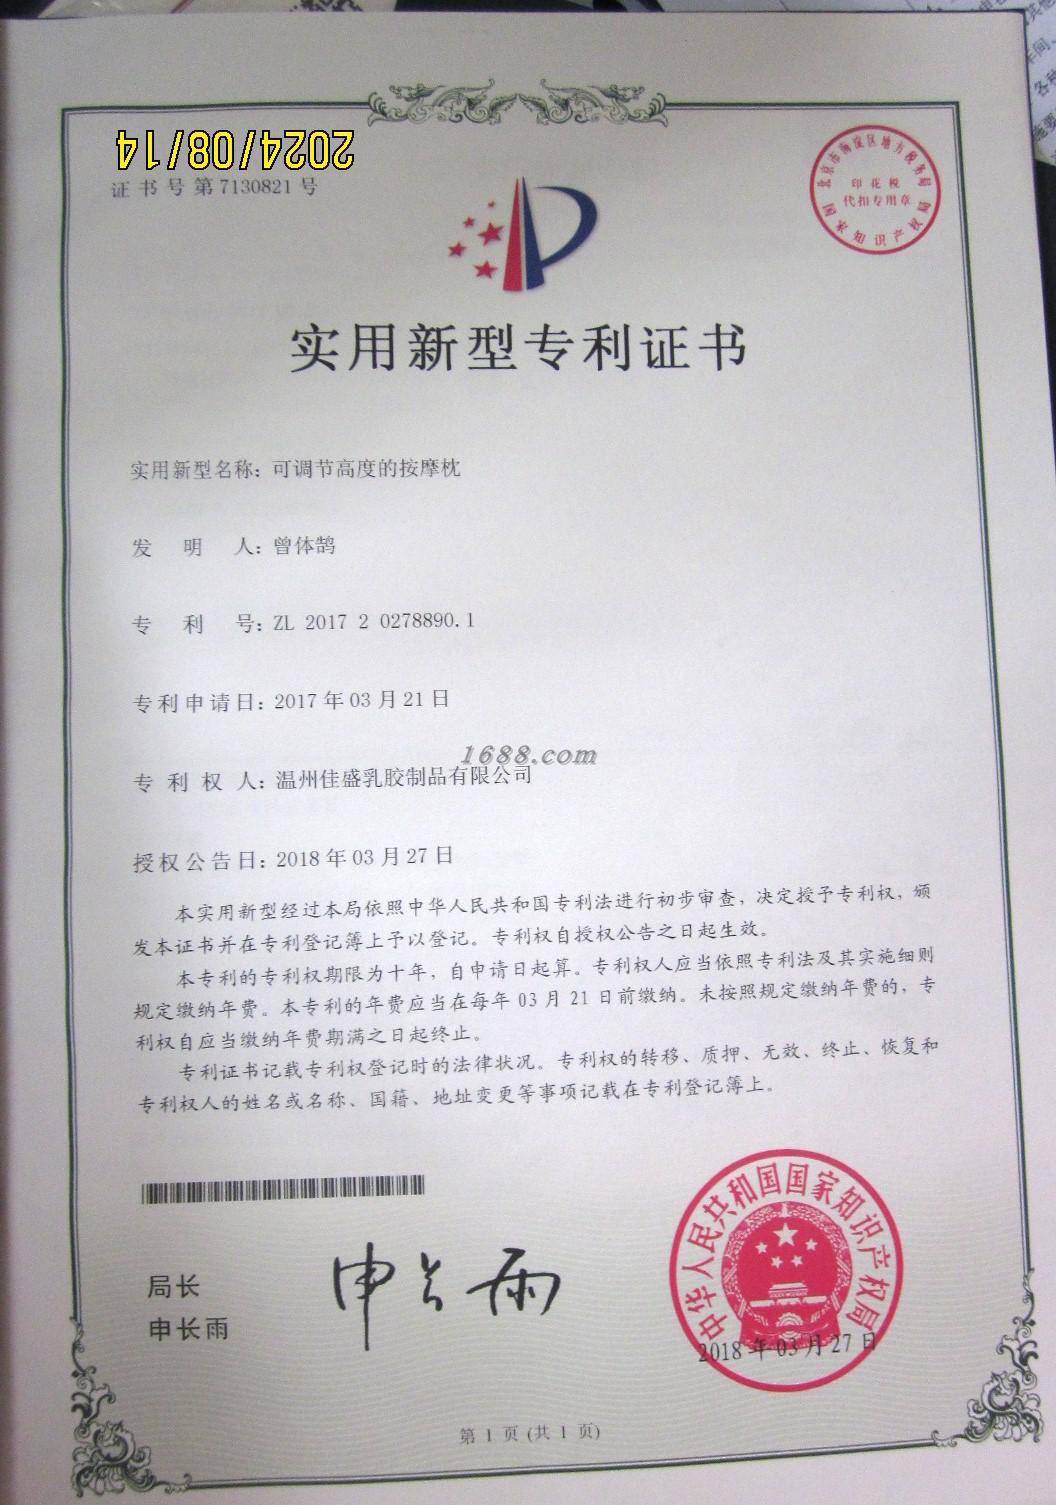 2024/08/14
证书号第7130821号
北京市海淀区地方税务局
印花税
代扣专用章
国家知识产权局
实用新型专利证书
实用新型名称：可调节高度的按摩枕
发 明 人：曾体鹄
专 利 号：ZL 2017 2 0278890.1
专利申请日：2017年03月21日
1688.com
专 利 权 人：温州佳盛乳胶制品有限公司
授权公告日：2018年03月27日
本实用新型经过本局依照中华人民共和国专利法进行初步审查，决定授予专利权，颁
发本证书并在专利登记簿上予以登记。专利权自授权公告之日起生效。
本专利的专利权期限为十年，自申请日起算。专利权人应当依照专利法及其实施细则
规定缴纳年费。本专利的年费应当在每年03月21日前缴纳。未按照规定缴纳年费的，专
利权自应当缴纳年费期满之日起终止。
专利证书记载专利权登记时的法律状况。专利权的转移、质押、无效、终止、恢复和
专利权人的姓名或名称、国籍、地址变更等事项记载在专利登记簿上。
局长
申长雨
申长雨
中华人民共和国国家知识产权局
2018年03月27日
第1页(共1页)